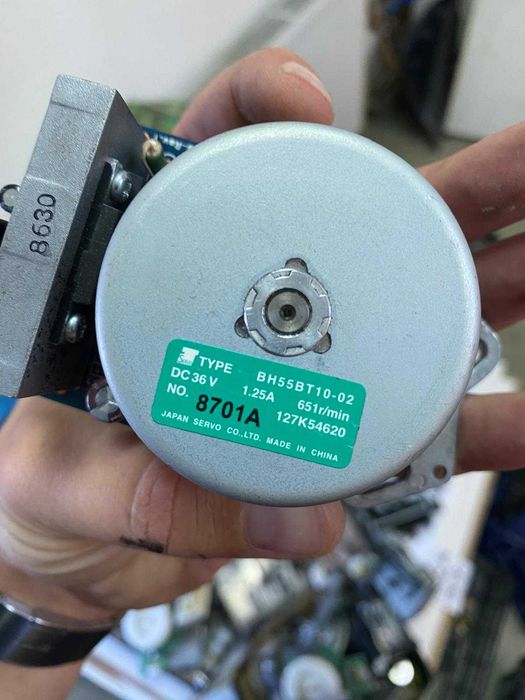 8630
TYPE BH55BT10-02
DC 36 V 1.25A 651r/min
NO. 8701A 127K54620
JAPAN SERVO CO.,LTD. MADE IN CHINA